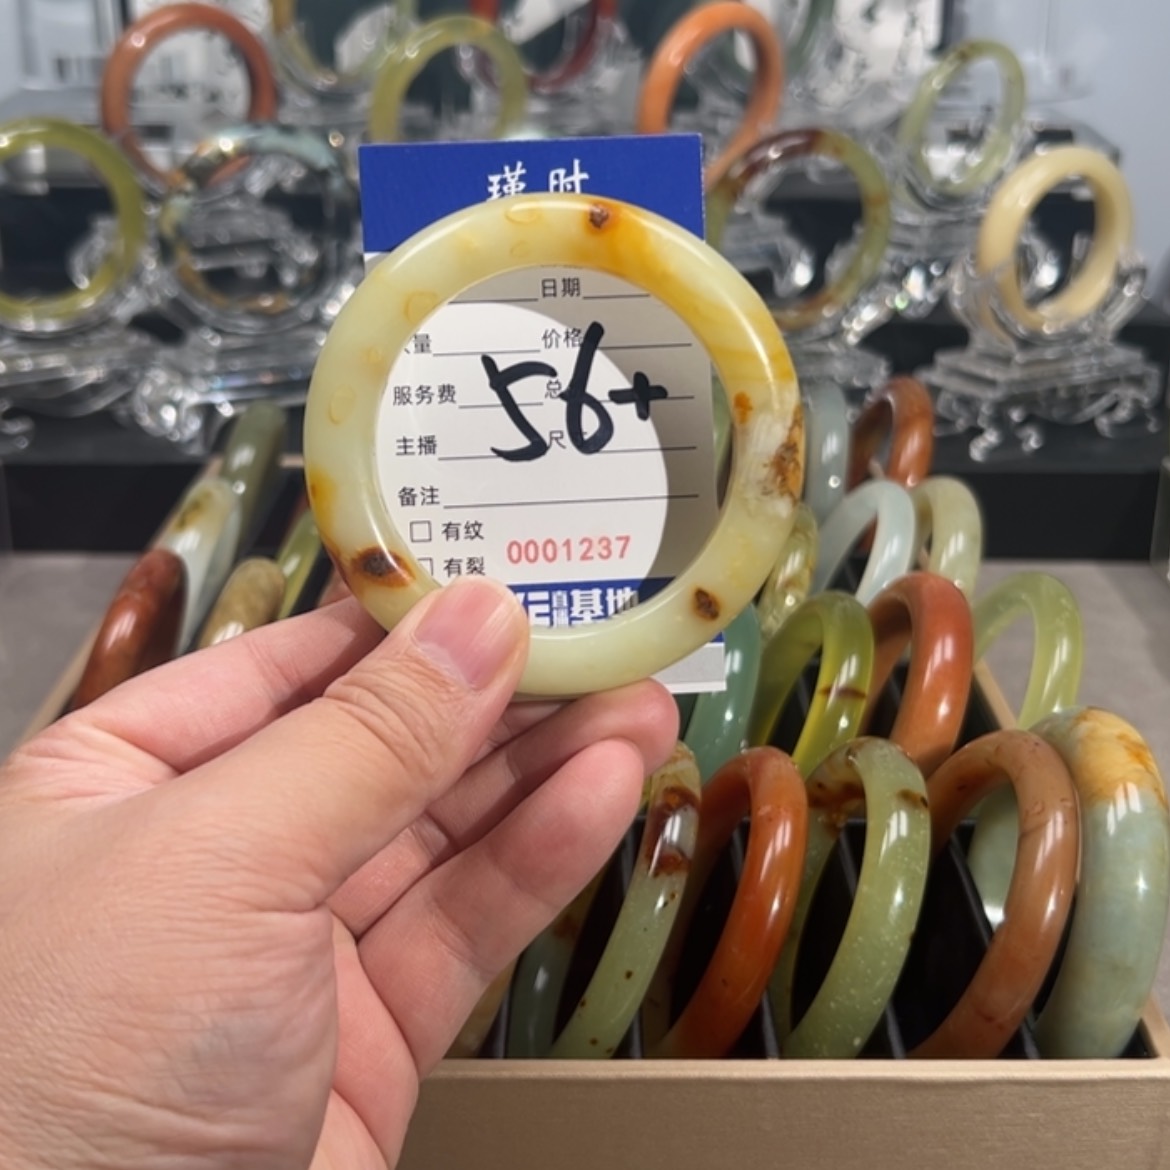 瑾时
日期
量 价格
服务费 总
主播 尺
56+
备注
□ 有纹
□ 有裂
0001237
基地